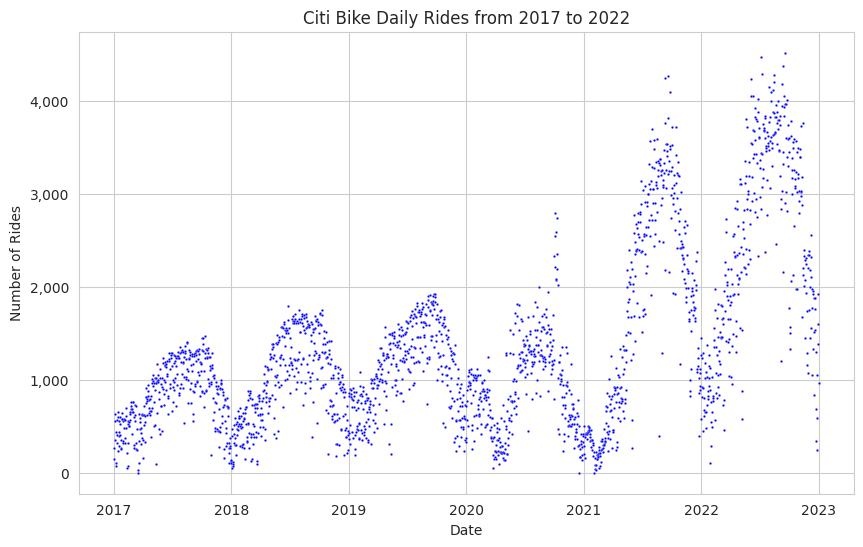 Citi Bike Daily Rides from 2017 to 2022
Number of Rides
4,000
3,000
2,000
1,000
0
2017 2018 2019 2020 2021 2022 2023
Date